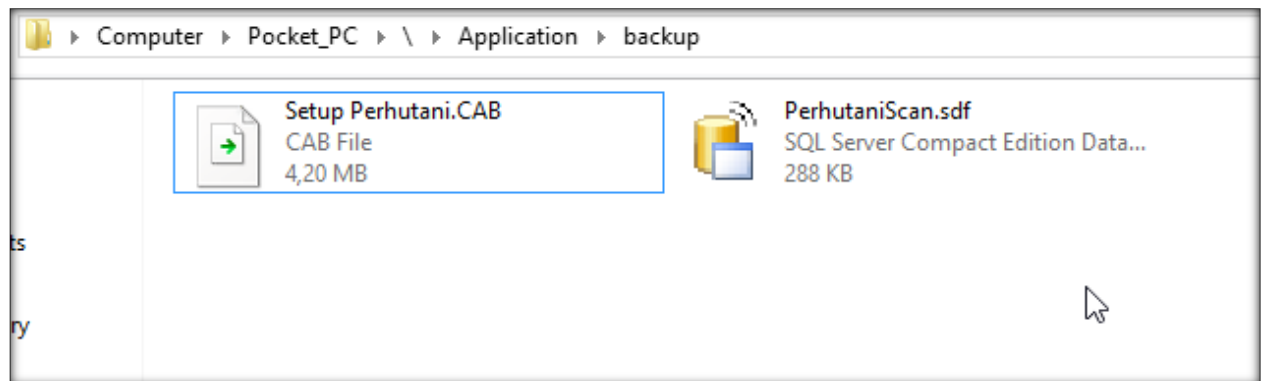 Computer ▸ Pocket_PC ▸ \ ▸ Application ▸ backup
Setup Perhutani.CAB
CAB File
4,20 MB
PerhutaniScan.sdf
SQL Server Compact Edition Data...
288 KB
ts
ry